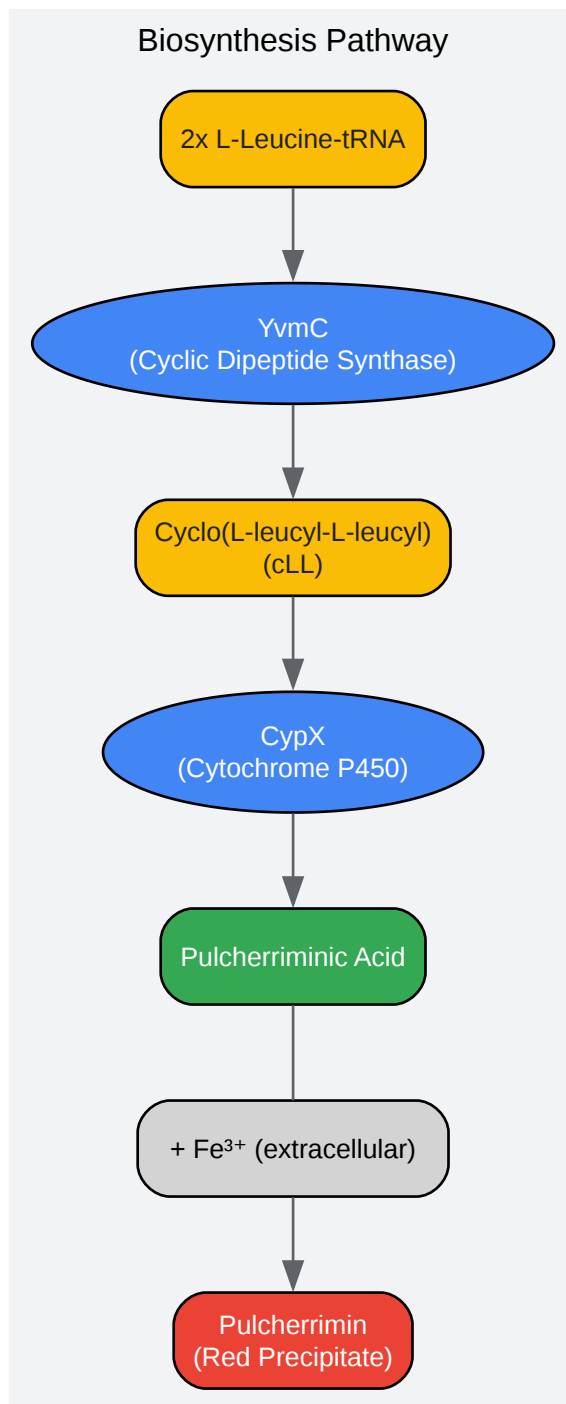 Biosynthesis Pathway
2x L-Leucine-tRNA
YvmC
(Cyclic Dipeptide Synthase)
Cyclo(L-leucyl-L-leucyl)
(cLL)
CypX
(Cytochrome P450)
Pulcherriminic Acid
+ Fe³⁺ (extracellular)
Pulcherrimin
(Red Precipitate)